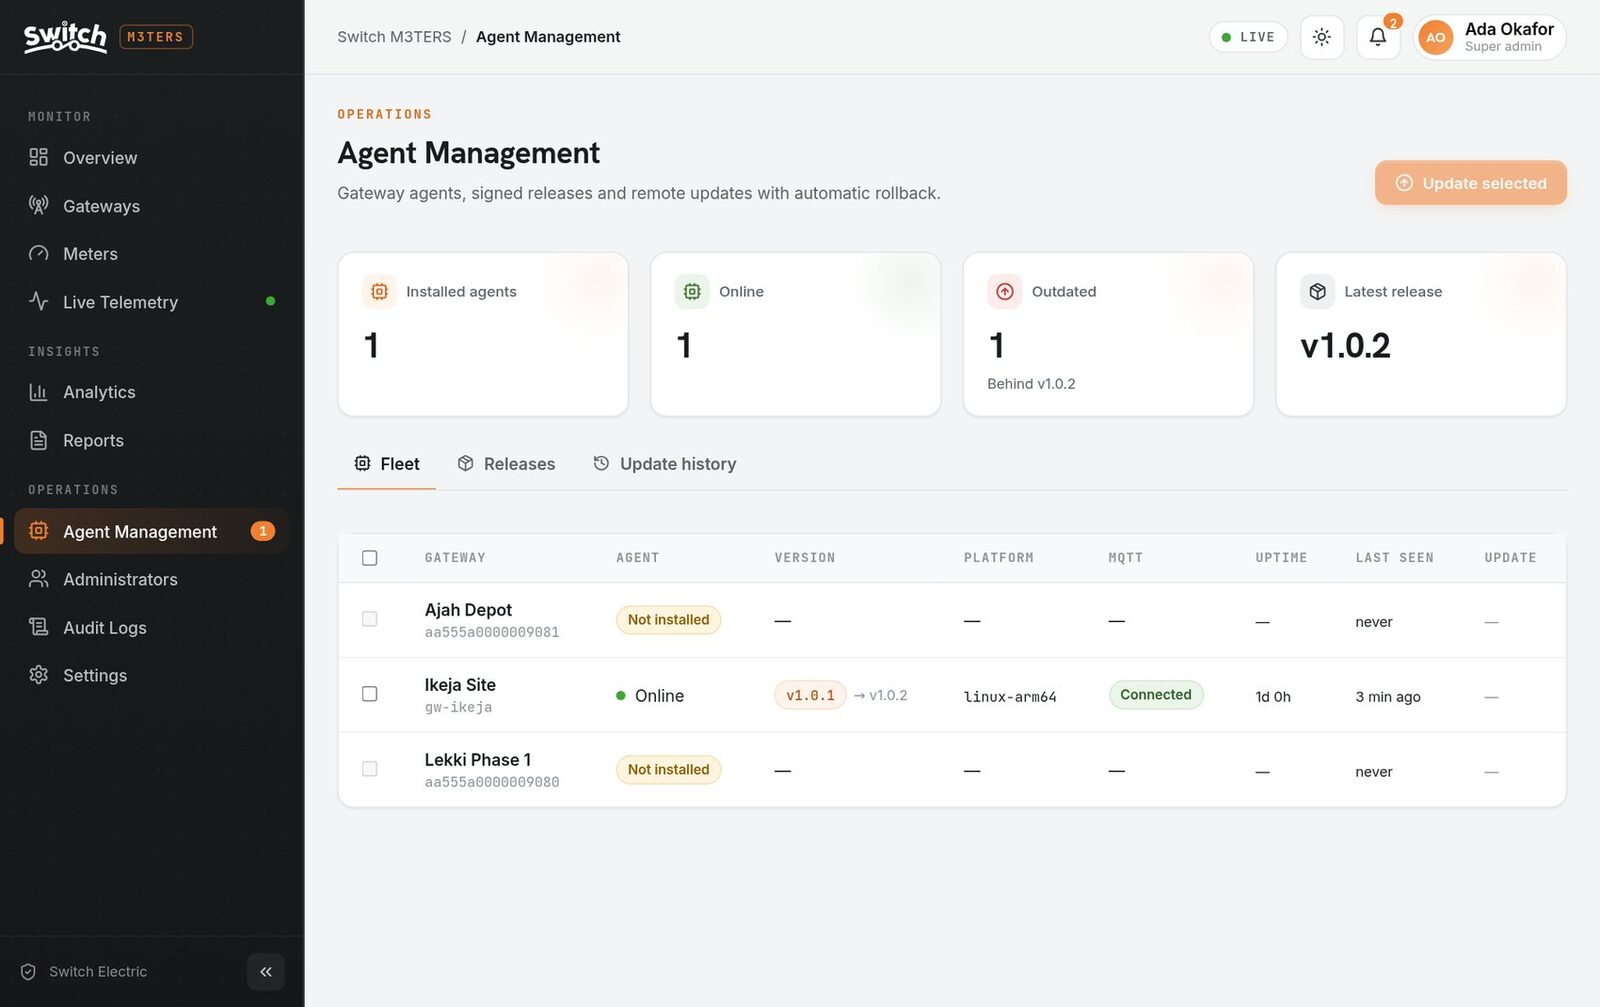 Switch M3TERS
Switch M3TERS / Agent Management
LIVE
2
AO
Ada Okafor
Super admin
MONITOR
Overview
Gateways
Meters
Live Telemetry
INSIGHTS
Analytics
Reports
OPERATIONS
Agent Management 1
Administrators
Audit Logs
Settings
Switch Electric
OPERATIONS
Agent Management
Gateway agents, signed releases and remote updates with automatic rollback.
Update selected
Installed agents
1
Online
1
Outdated
1
Behind v1.0.2
Latest release
v1.0.2
Fleet Releases Update history
GATEWAY AGENT VERSION PLATFORM MQTT UPTIME LAST SEEN UPDATE
Ajah Depot
aa555a0000009081
Not installed — — — — never —
Ikeja Site
gw-ikeja
Online v1.0.1 → v1.0.2 linux-arm64 Connected 1d 0h 3 min ago —
Lekki Phase 1
aa555a0000009080
Not installed — — — — never —